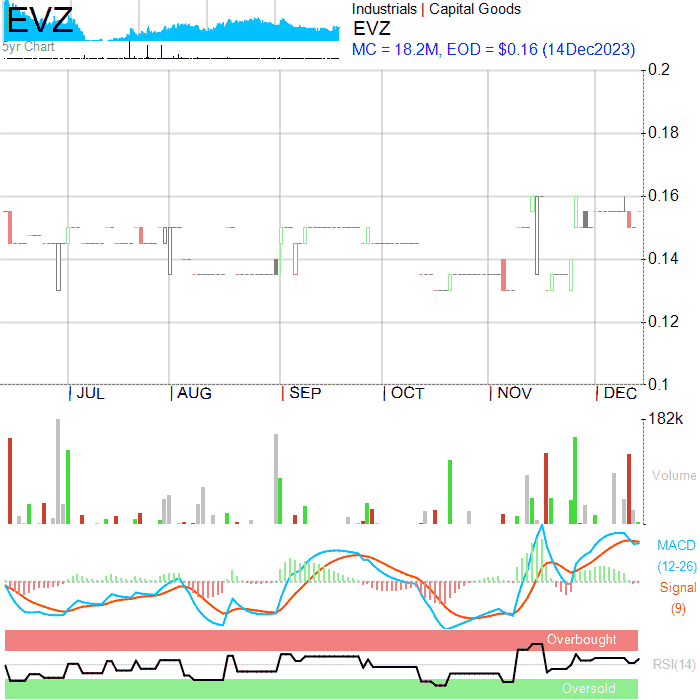 EVZ
5yr Chart
Industrials | Capital Goods
EVZ
MC = 18.2M, EOD = $0.16 (14Dec2023)
0.2
0.18
0.16
0.14
0.12
0.1
JUL AUG SEP OCT NOV DEC
182k
Volume
MACD
(12-26)
Signal
(9)
Overbought
RSI(14)
Oversold